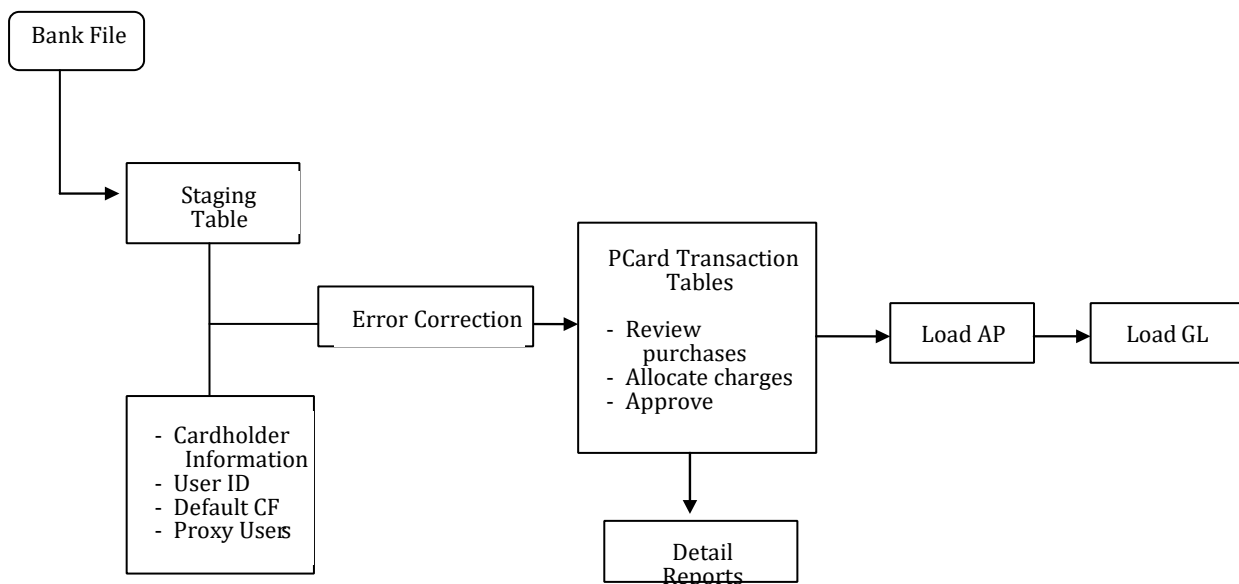 Bank File
Staging
Table
Error Correction
PCard Transaction
Tables
- Review
purchases
- Allocate charges
- Approve
Load AP
Load GL
- Cardholder
Information
- User ID
- Default CF
- Proxy Users
Detail
Reports